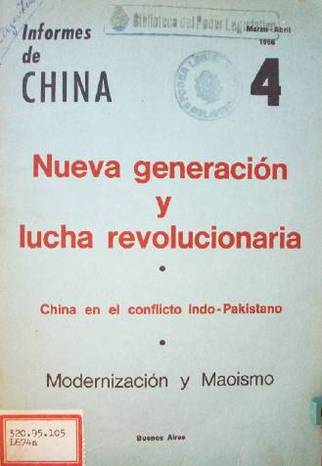 Informes
de
CHINA
Biblioteca del Poder Legislativo
Marzo - Abril
1966
4
Nueva generación
y
lucha revolucionaria
China en el conflicto Indo-Pakistano
Modernización y Maoismo
Buenos Aires
320.95.105